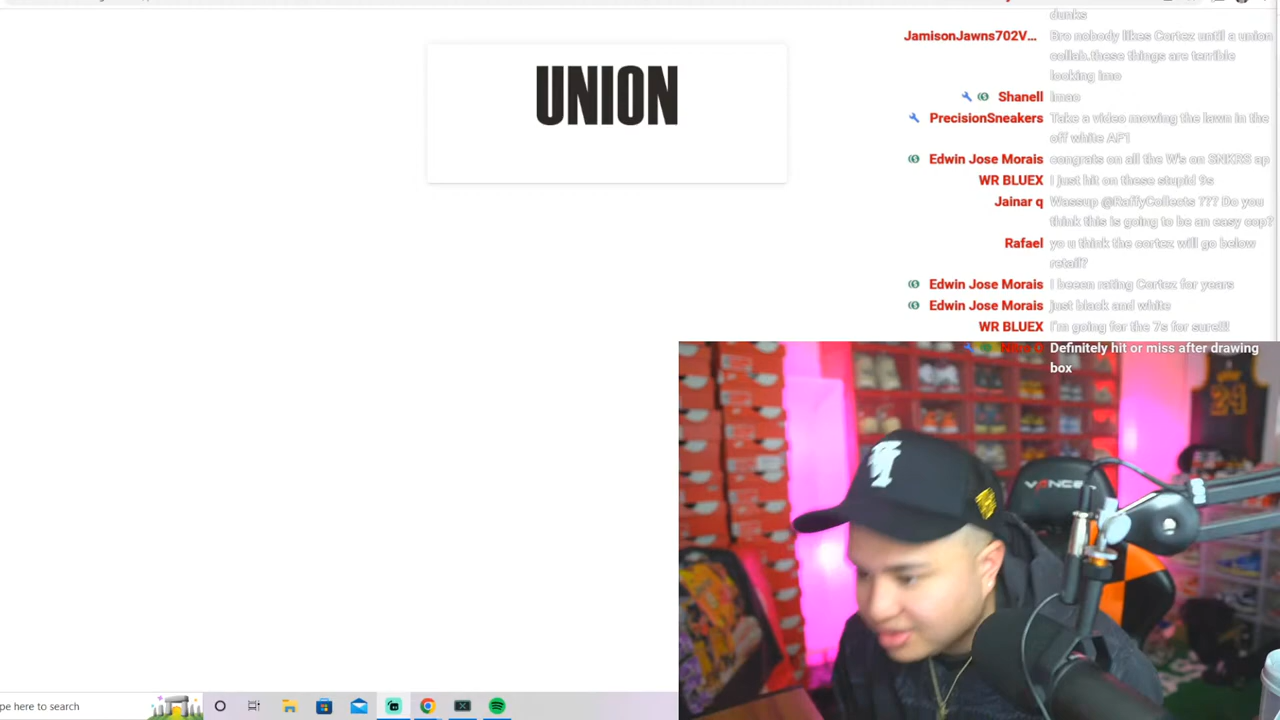 UNION
dunks
JamisonJawns702V… Bro nobody likes Cortez until a union
collab.these things are terrible
looking imo
Shanell lmao
PrecisionSneakers Take a video mowing the lawn in the
off white AF1
Edwin Jose Morais congrats on all the W's on SNKRS ap
WR BLUEX I just hit on these stupid 9s
Jainar q Wassup @RaffyCollects ??? Do you
think this is going to be an easy cop?
Rafael yo u think the cortez will go below
retail?
Edwin Jose Morais I beeen rating Cortez for years
Edwin Jose Morais just black and white
WR BLUEX I'm going for the 7s for sure!!!
Definitely hit or miss after drawing
box
24
pe here to search